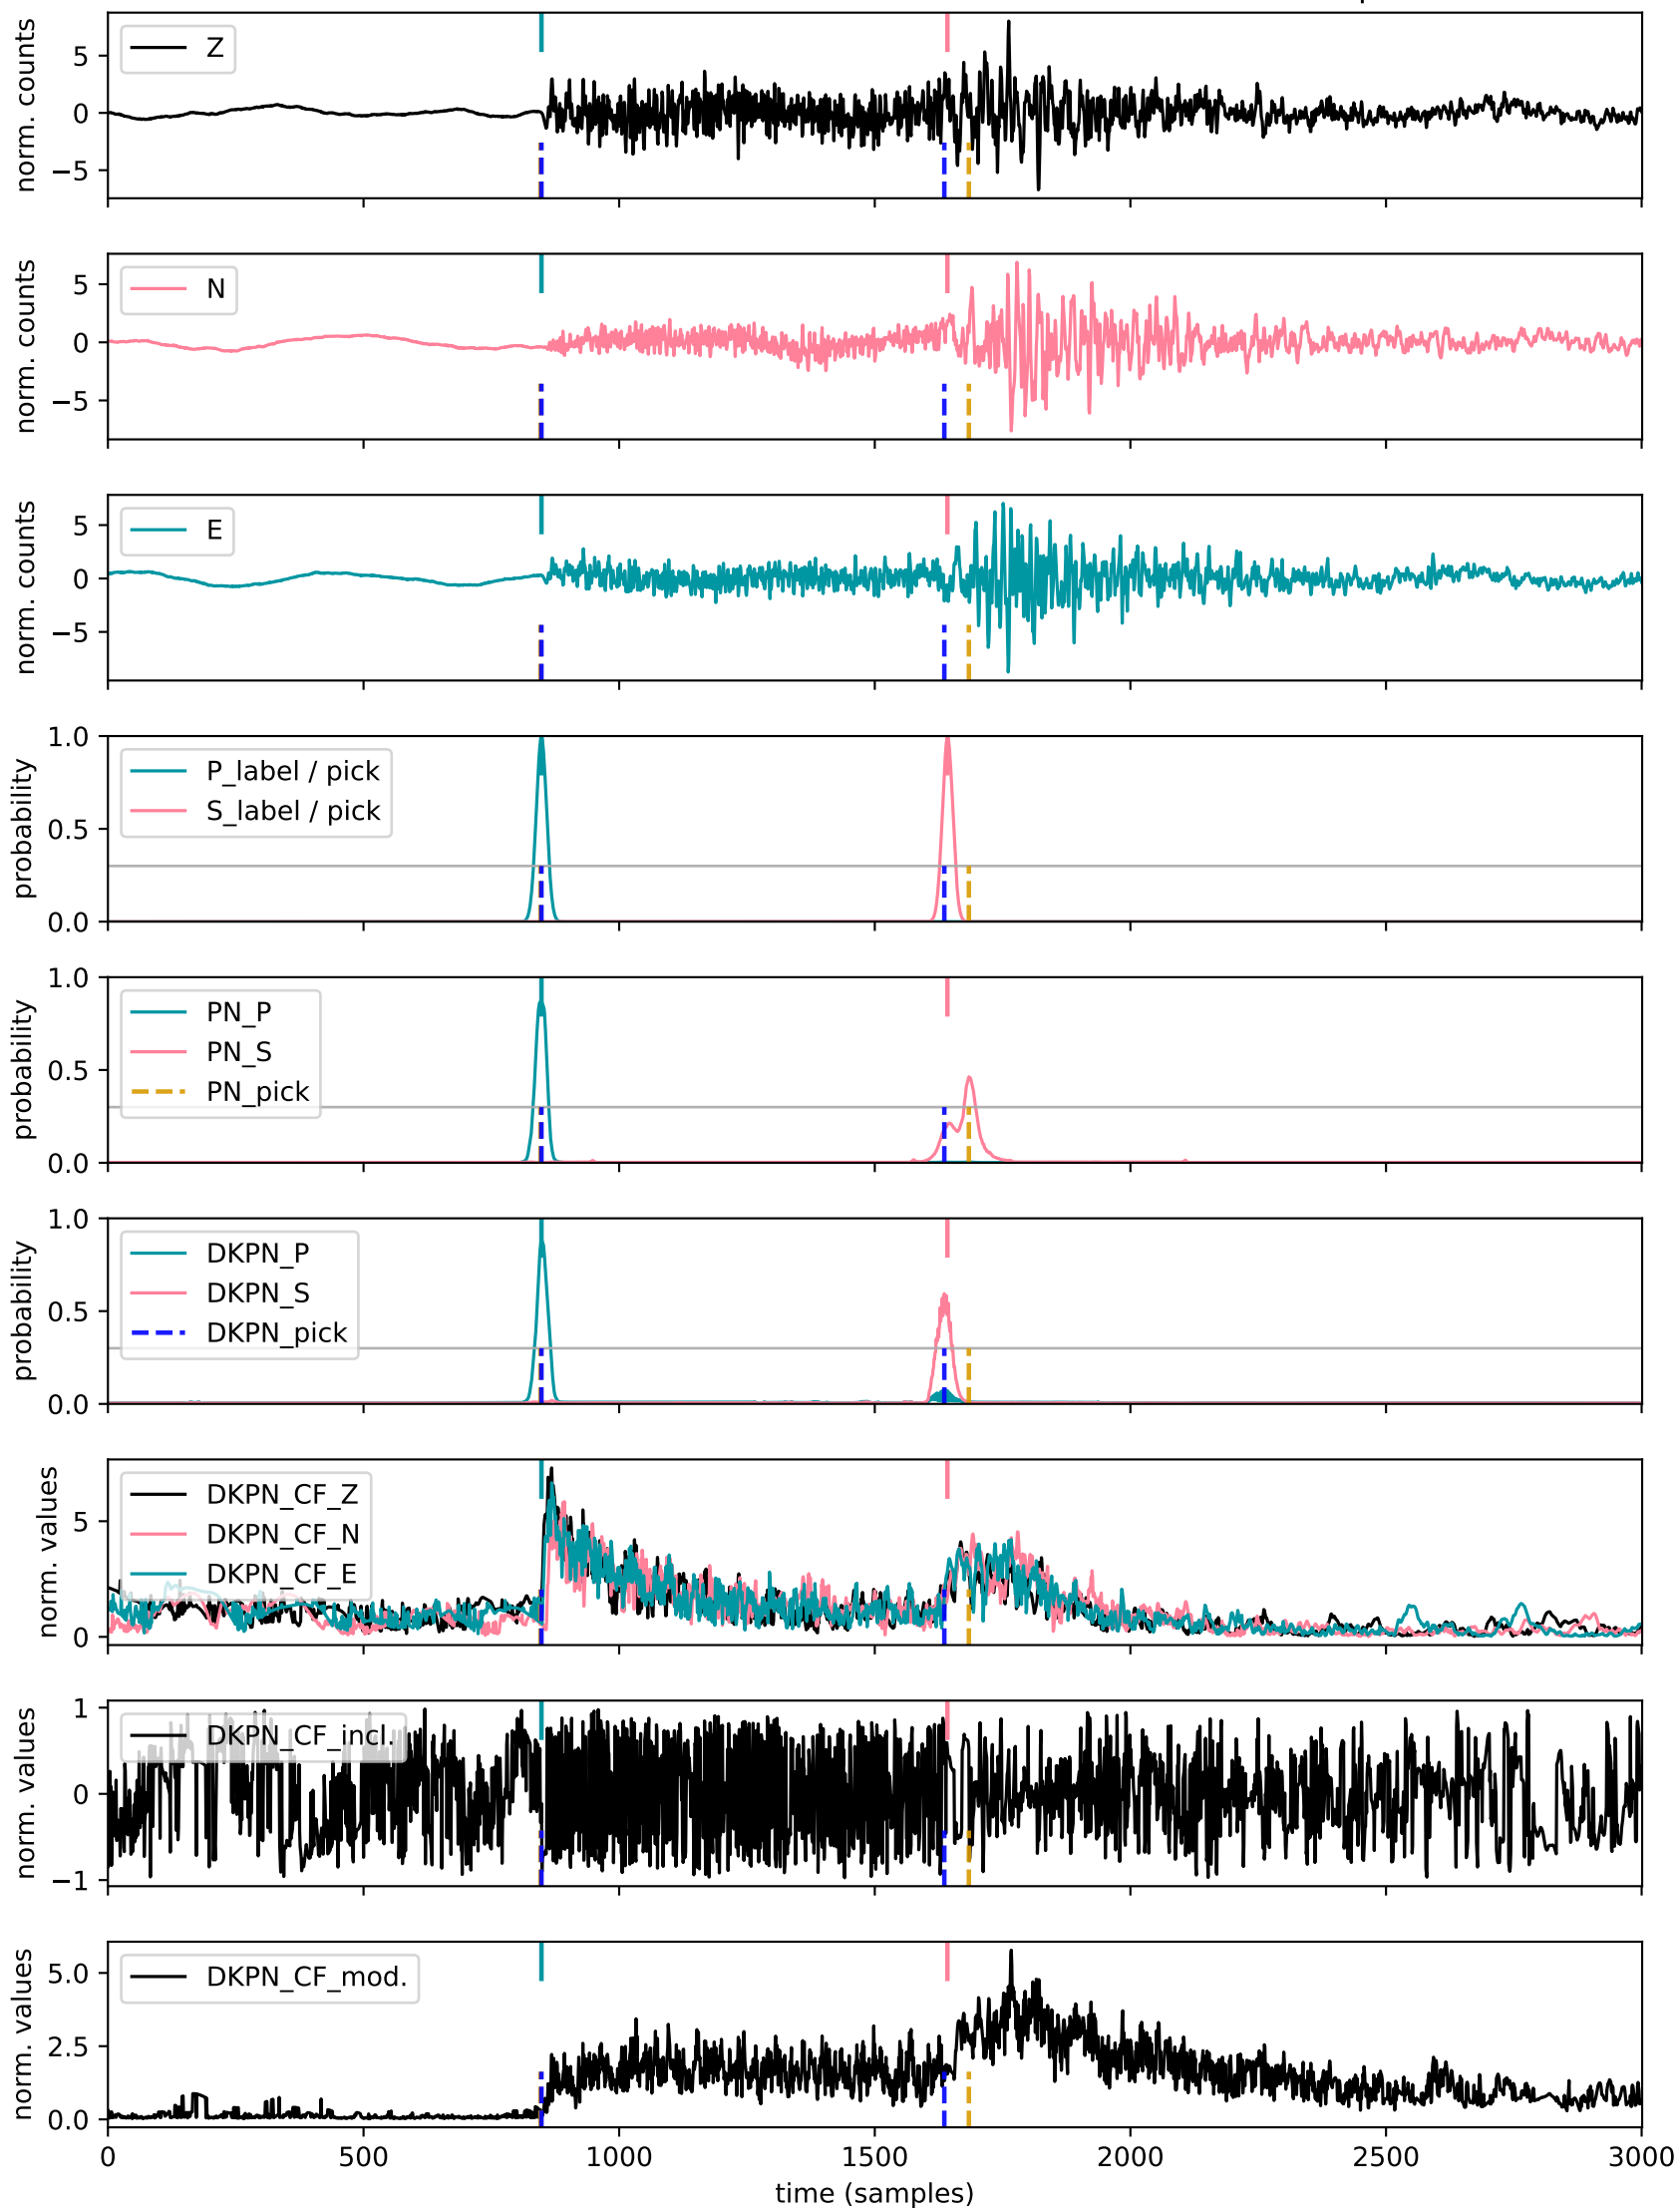 norm. counts
5
0
−5
Z
norm. counts
5
0
−5
N
norm. counts
5
0
−5
E
probability
1.0
0.5
0.0
P_label / pick
S_label / pick
probability
1.0
0.5
0.0
PN_P
PN_S
PN_pick
probability
1.0
0.5
0.0
DKPN_P
DKPN_S
DKPN_pick
norm. values
5
0
DKPN_CF_Z
DKPN_CF_N
DKPN_CF_E
norm. values
1
0
−1
DKPN_CF_incl.
norm. values
5.0
2.5
0.0
DKPN_CF_mod.
0 500 1000 1500 2000 2500 3000
time (samples)